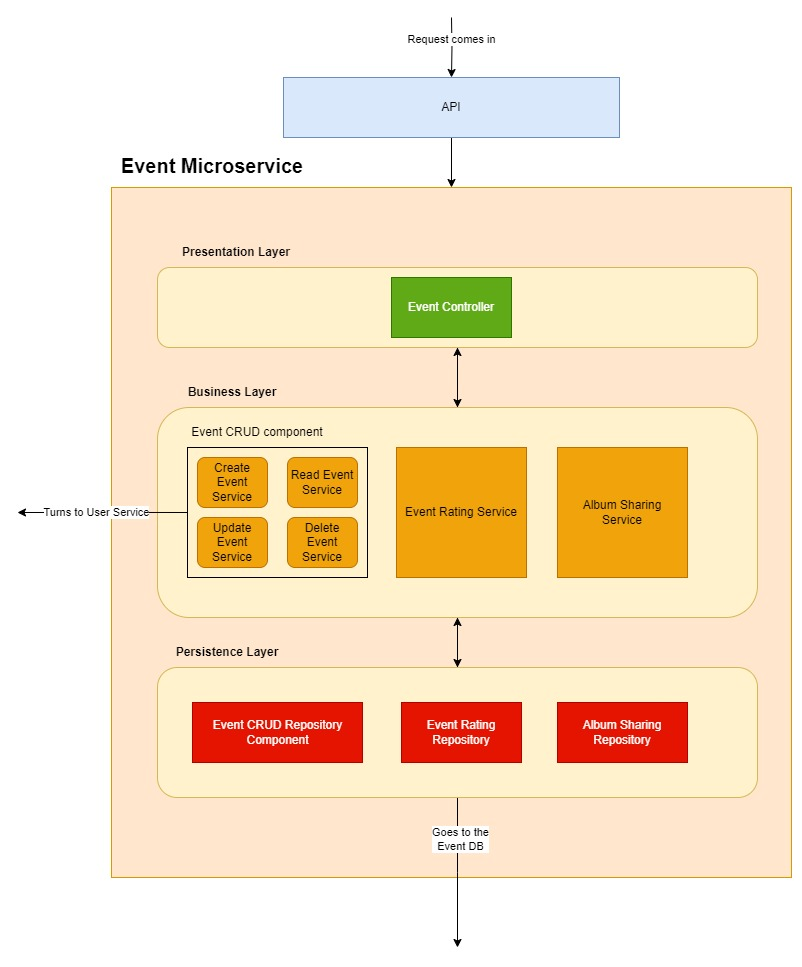 Request comes in
API
Event Microservice
Presentation Layer
Event Controller
Business Layer
Event CRUD component
Create
Event
Service
Read Event
Service
Update
Event
Service
Delete
Event
Service
Event Rating Service
Album Sharing
Service
Turns to User Service
Persistence Layer
Event CRUD Repository
Component
Event Rating
Repository
Album Sharing
Repository
Goes to the
Event DB